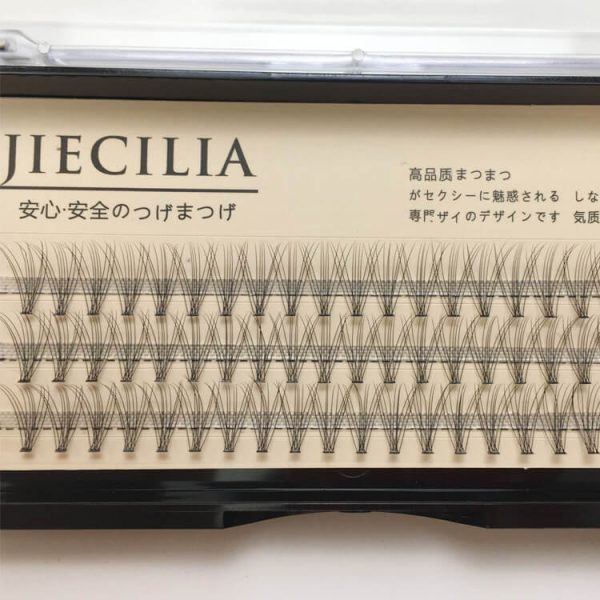 JIECILIA
安心·安全のつげまつげ
高品质まつまつ
がセクシーに魅惑される しな
専門ザイのデザインです 気质